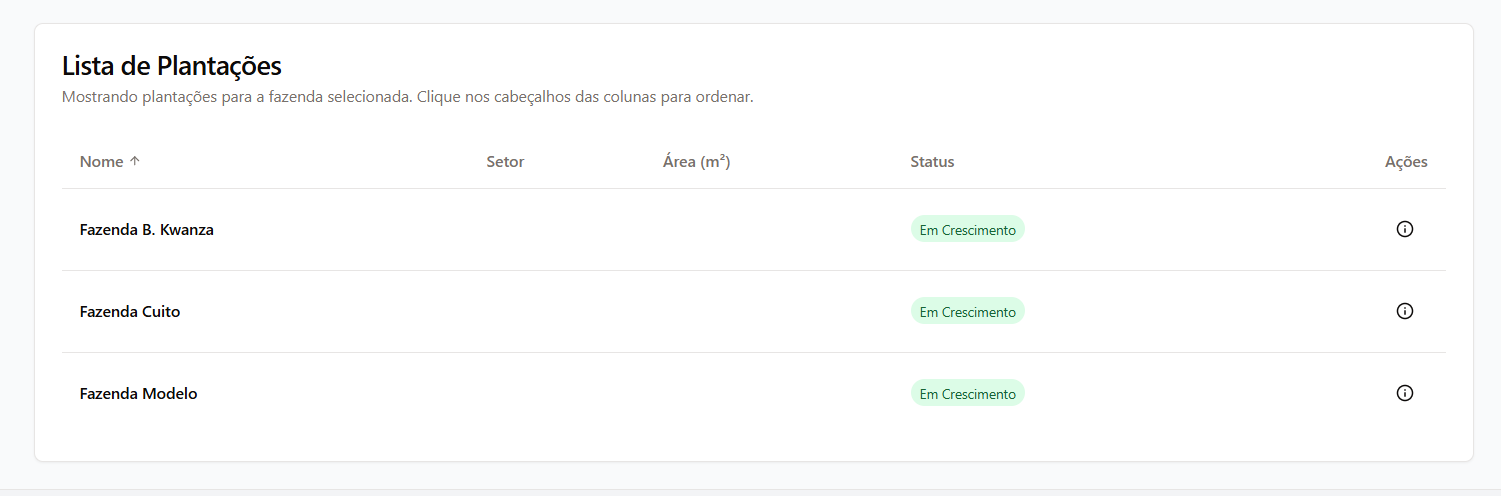 Lista de Plantações
Mostrando plantações para a fazenda selecionada. Clique nos cabeçalhos das colunas para ordenar.
Nome ↑ Setor Área (m²) Status Ações
Fazenda B. Kwanza Em Crescimento
Fazenda Cuito Em Crescimento
Fazenda Modelo Em Crescimento